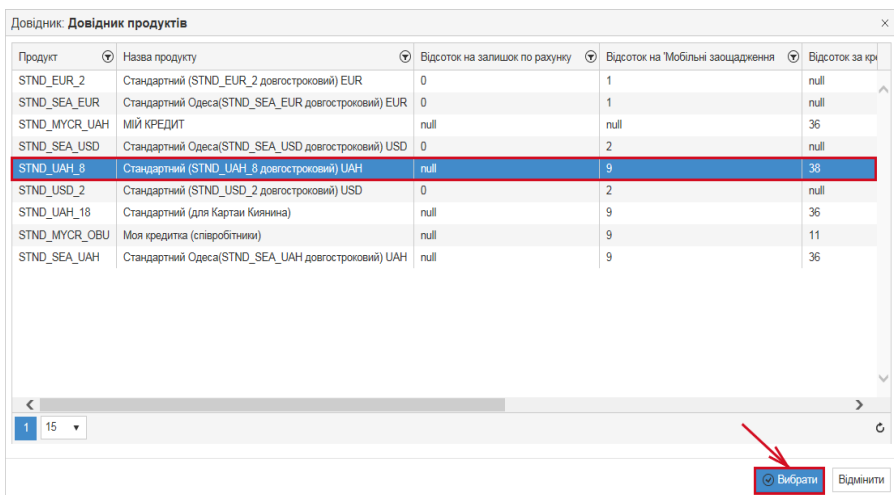 Довідник: Довідник продуктів
Продукт Назва продукту Відсоток на залишок по рахунку Відсоток на 'Мобільні заощадження Відсоток за кре
STND_EUR_2 Стандартний (STND_EUR_2 довгостроковий) EUR 0 1 null
STND_SEA_EUR Стандартний Одеса(STND_SEA_EUR довгостроковий) EUR 0 1 null
STND_MYCR_UAH МІЙ КРЕДИТ null null 36
STND_SEA_USD Стандартний Одеса(STND_SEA_USD довгостроковий) USD 0 2 null
STND_UAH_8 Стандартний (STND_UAH_8 довгостроковий) UAH null 9 38
STND_USD_2 Стандартний (STND_USD_2 довгостроковий) USD 0 2 null
STND_UAH_18 Стандартний (для Картаи Киянина) null 9 36
STND_MYCR_OBU Моя кредитка (співробітники) null 9 11
STND_SEA_UAH Стандартний Одеса(STND_SEA_UAH довгостроковий) UAH null 9 36
1 15
Вибрати Відмінити